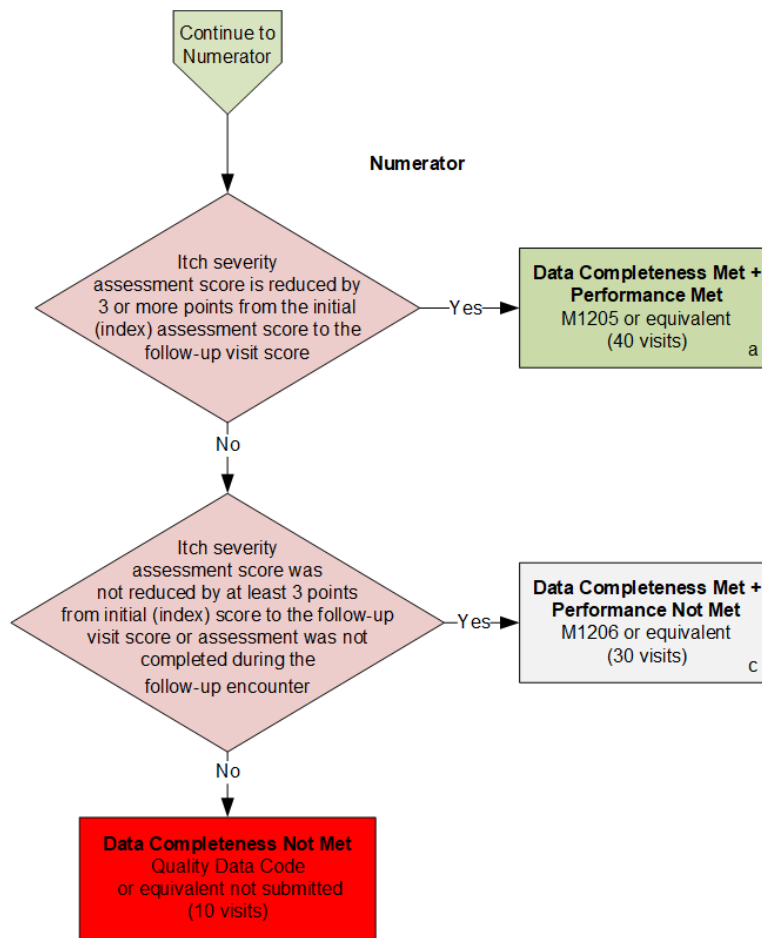 Continue to
Numerator
Numerator
Itch severity
assessment score is reduced by
3 or more points from the initial
(index) assessment score to the
follow-up visit score
Yes
Data Completeness Met +
Performance Met
M1205 or equivalent
(40 visits)
a
No
Itch severity
assessment score was
not reduced by at least 3 points
from initial (index) score to the follow-up
visit score or assessment was not
completed during the
follow-up encounter
Yes
Data Completeness Met +
Performance Not Met
M1206 or equivalent
(30 visits)
c
No
Data Completeness Not Met
Quality Data Code
or equivalent not submitted
(10 visits)